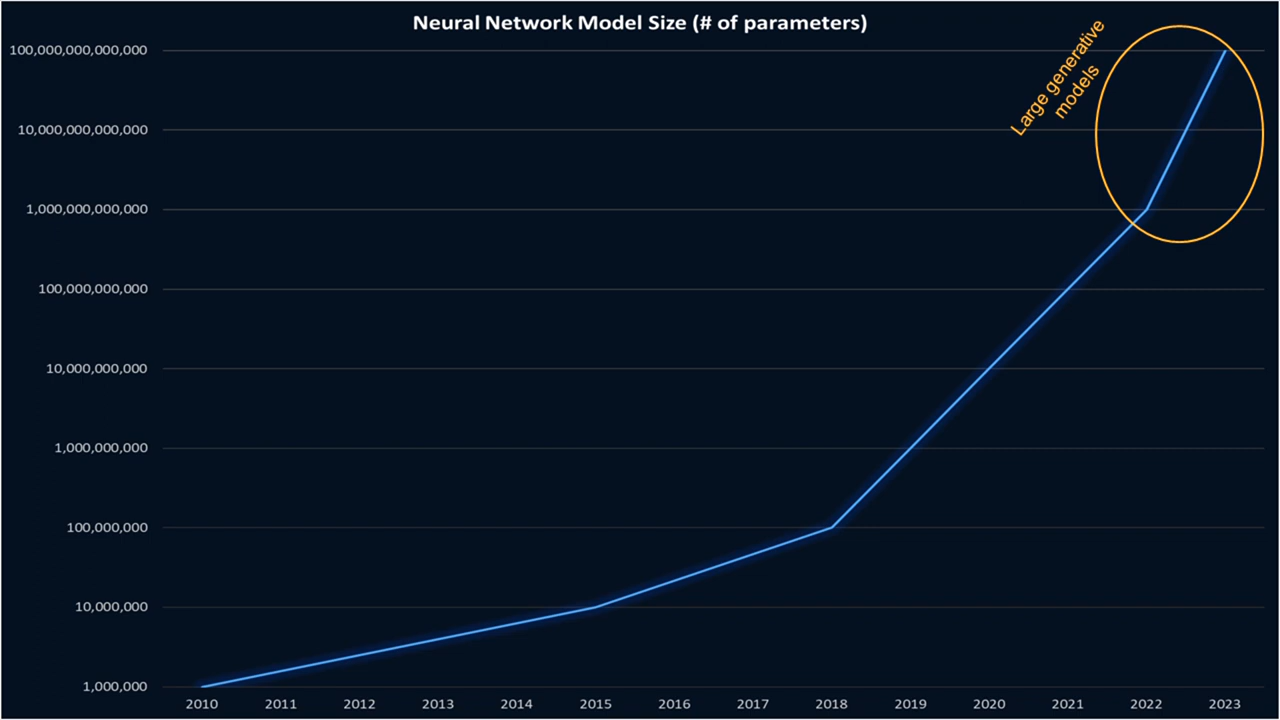 Neural Network Model Size (# of parameters)
100,000,000,000,000
10,000,000,000,000
1,000,000,000,000
100,000,000,000
10,000,000,000
1,000,000,000
100,000,000
10,000,000
1,000,000
Large generative
models
2010 2011 2012 2013 2014 2015 2016 2017 2018 2019 2020 2021 2022 2023